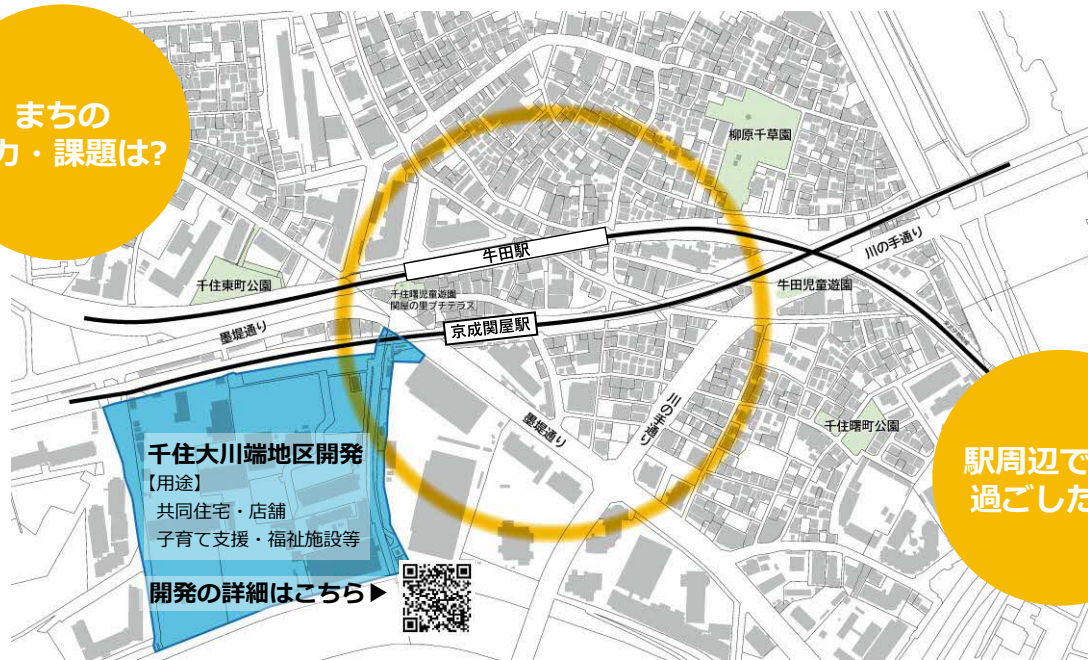 まちの
力・課題は?
柳原千草園
牛田駅
川の手通り
千住東町公園
千住曙児童遊園
関屋の里プチテラス
牛田児童遊園
墨堤通り
京成関屋駅
川の手通り
墨堤通り
千住曙町公園
千住大川端地区開発
【用途】
共同住宅・店舗
子育て支援・福祉施設等
開発の詳細はこちら▶
駅周辺で
過ごした